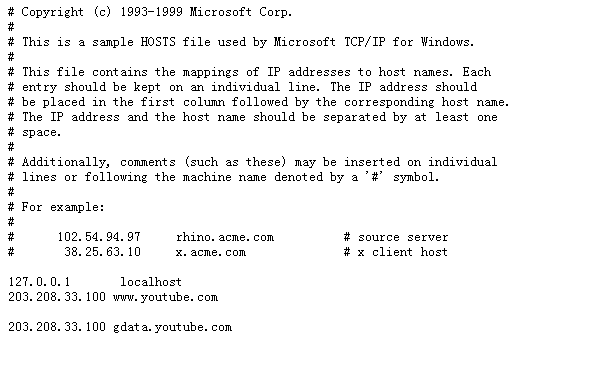 # Copyright (c) 1993-1999 Microsoft Corp.
#
# This is a sample HOSTS file used by Microsoft TCP/IP for Windows.
#
# This file contains the mappings of IP addresses to host names. Each
# entry should be kept on an individual line. The IP address should
# be placed in the first column followed by the corresponding host name.
# The IP address and the host name should be separated by at least one
# space.
#
# Additionally, comments (such as these) may be inserted on individual
# lines or following the machine name denoted by a '#' symbol.
#
# For example:
#
#      102.54.94.97     rhino.acme.com          # source server
#       38.25.63.10     x.acme.com              # x client host

127.0.0.1       localhost
203.208.33.100 www.youtube.com

203.208.33.100 gdata.youtube.com